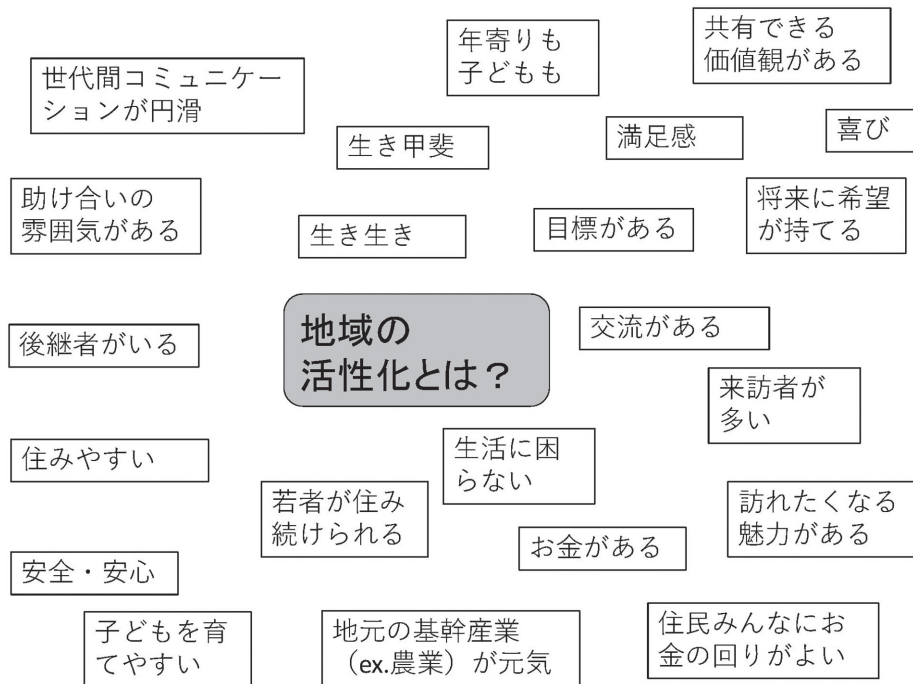 年寄りも
子どもも
共有できる
価値観がある
世代間コミュニケー
ションが円滑
生き甲斐
満足感
喜び
助け合いの
雰囲気がある
生き生き
目標がある
将来に希望
が持てる
後継者がいる
地域の
活性化とは?
交流がある
来訪者が
多い
住みやすい
生活に困
らない
若者が住み
続けられる
お金がある
訪れたくなる
魅力がある
安全・安心
子どもを育
てやすい
地元の基幹産業
(ex.農業)が元気
住民みんなにお
金の回りがよい